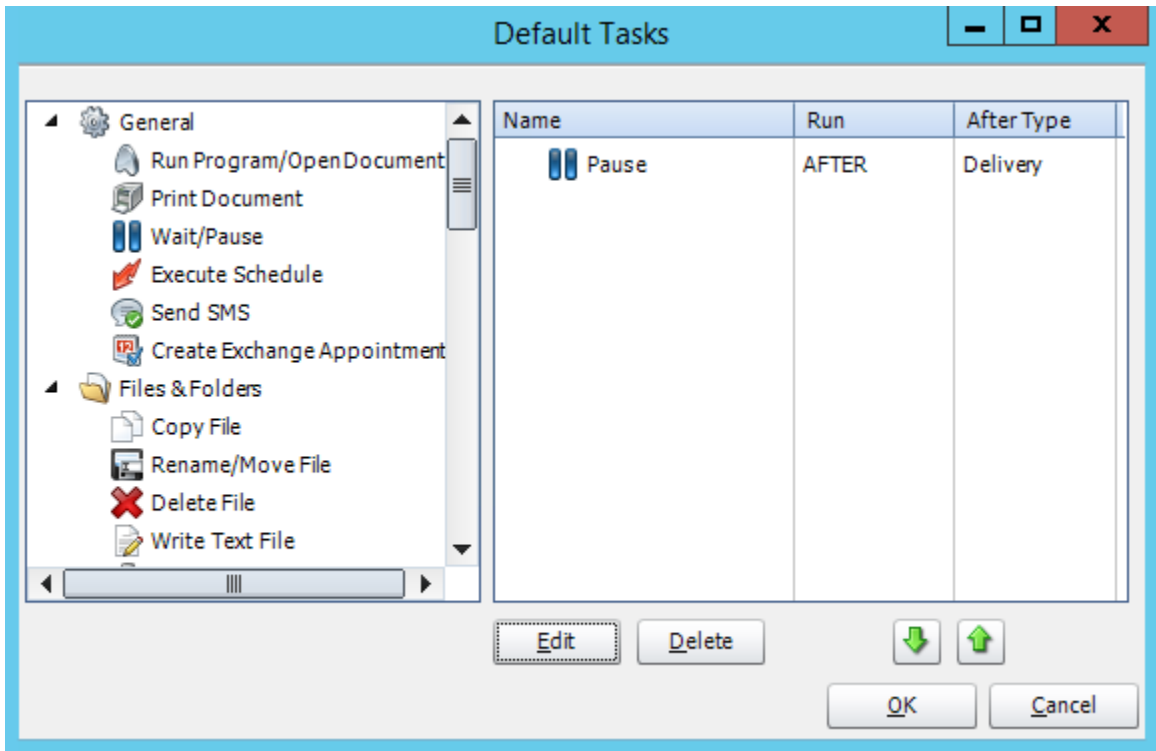 Default Tasks
General
Run Program/Open Document
Print Document
Wait/Pause
Execute Schedule
Send SMS
Create Exchange Appointment
Files & Folders
Copy File
Rename/Move File
Delete File
Write Text File
Name Run After Type
Pause AFTER Delivery
Edit Delete
OK Cancel